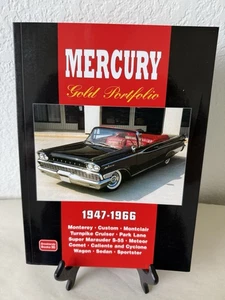 MERCURY
Gold Portfolio
1947-1966
Monterey · Custom · Montclair
Turnpike Cruiser · Park Lane
Super Marauder S-55 · Meteor
Comet · Caliente and Cyclone
Wagon · Sedan · Sportster